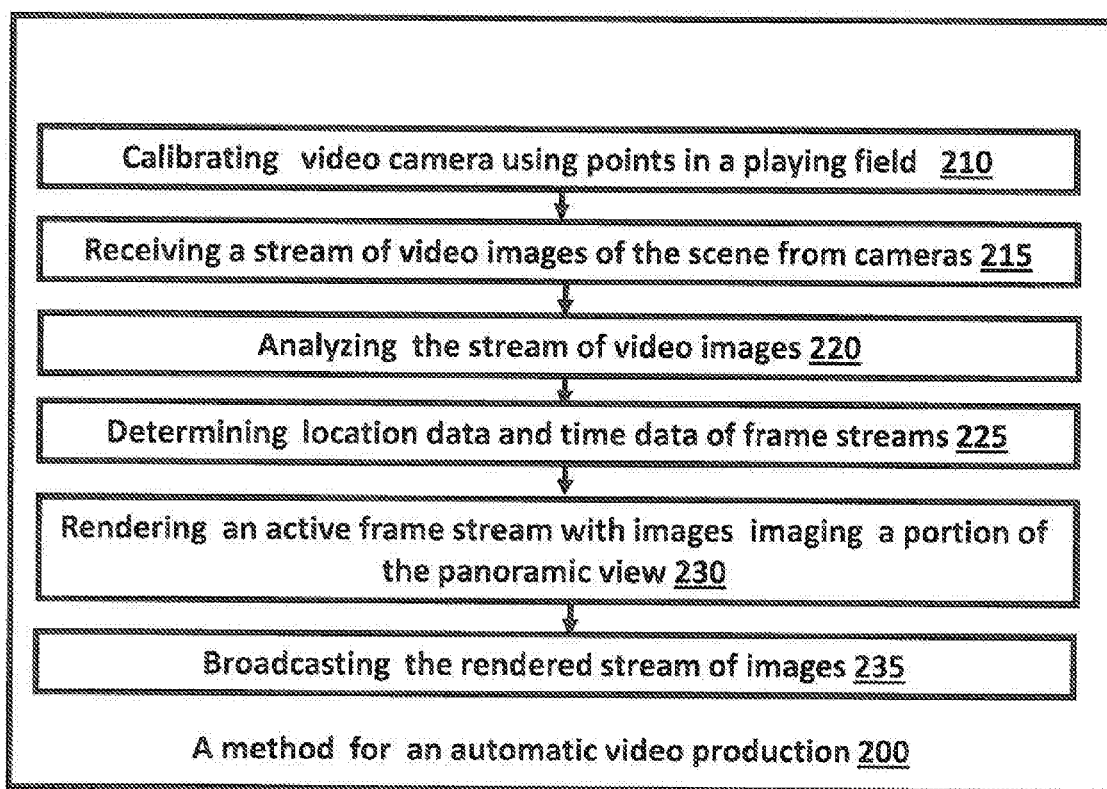 Calibrating video camera using points in a playing field 210
Receiving a stream of video images of the scene from cameras 215
Analyzing the stream of video images 220
Determining location data and time data of frame streams 225
Rendering an active frame stream with images imaging a portion of
the panoramic view 230
Broadcasting the rendered stream of images 235
A method for an automatic video production 200